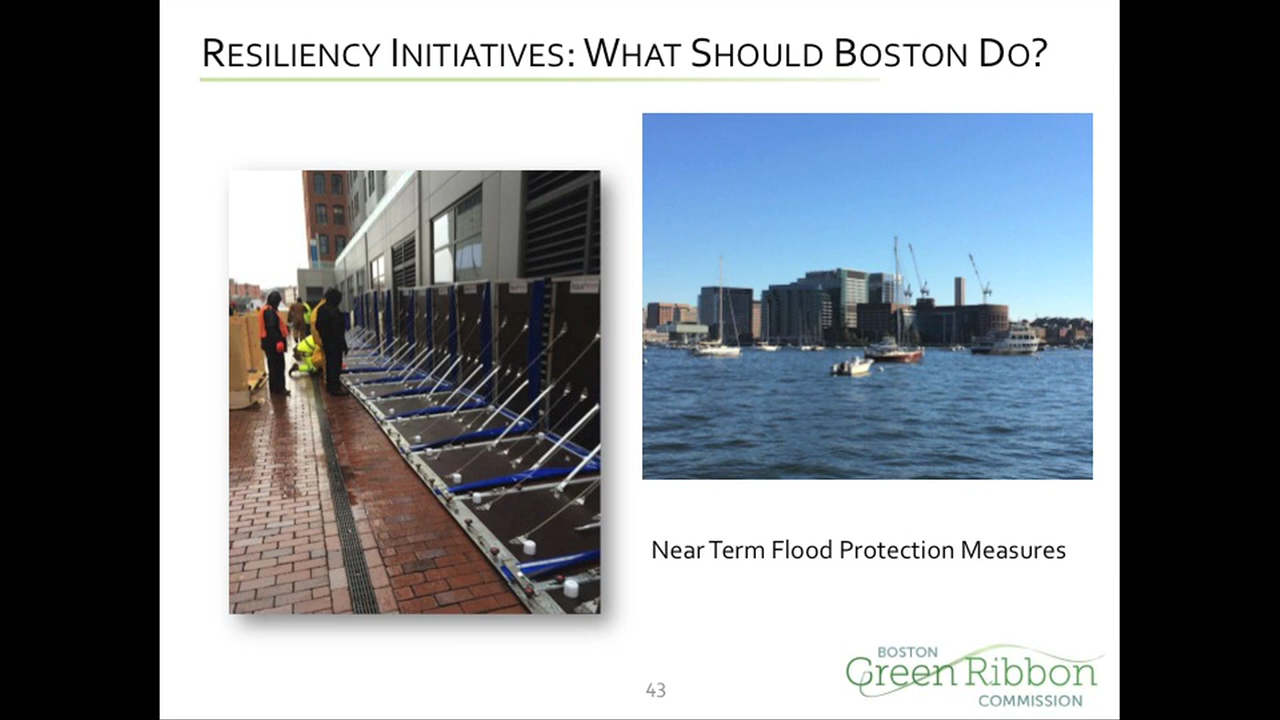 RESILIENCY INITIATIVES: WHAT SHOULD BOSTON DO?
Near Term Flood Protection Measures
43
BOSTON
Green Ribbon
COMMISSION